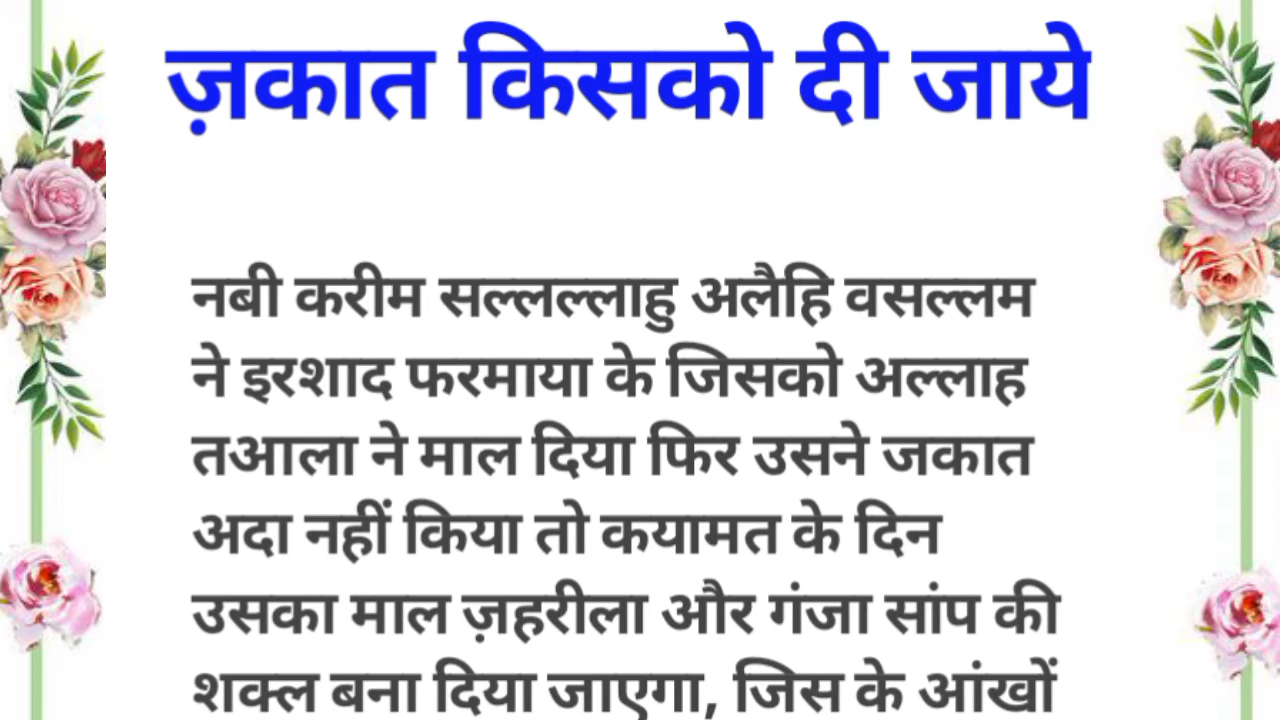 ज़कात किसको दी जाये
नबी करीम सल्लल्लाहु अलैहि वसल्लम
ने इरशाद फरमाया के जिसको अल्लाह
तआला ने माल दिया फिर उसने जकात
अदा नहीं किया तो कयामत के दिन
उसका माल ज़हरीला और गंजा सांप की
शक्ल बना दिया जाएगा, जिस के आंखों